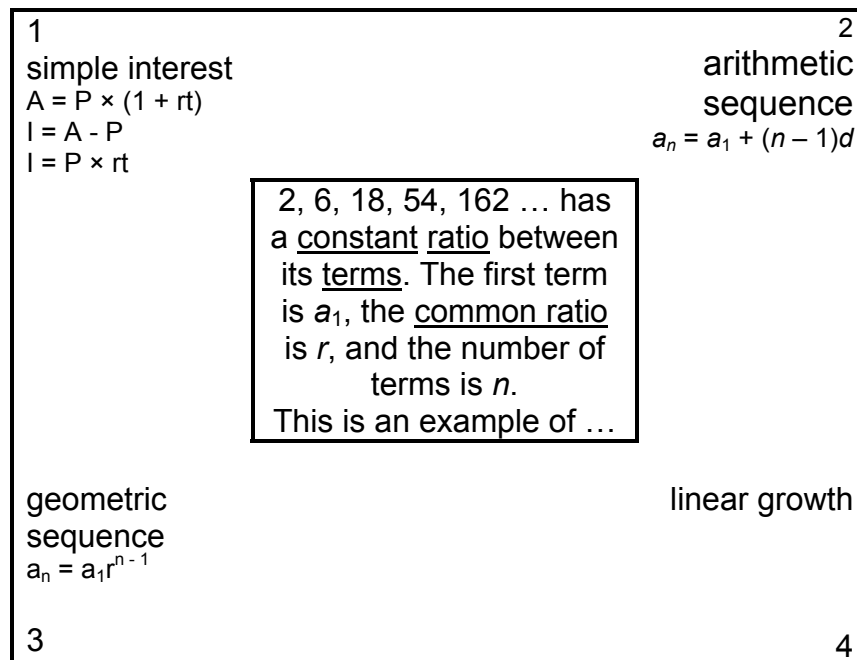 1
simple interest
A = P × (1 + rt)
I = A - P
I = P × rt
2
arithmetic
sequence
aₙ = a₁ + (n – 1)d
2, 6, 18, 54, 162 … has
a constant ratio between
its terms. The first term
is a₁, the common ratio
is r, and the number of
terms is n.
This is an example of …
geometric
sequence
aₙ = a₁rⁿ ⁻ ¹
3
linear growth
4